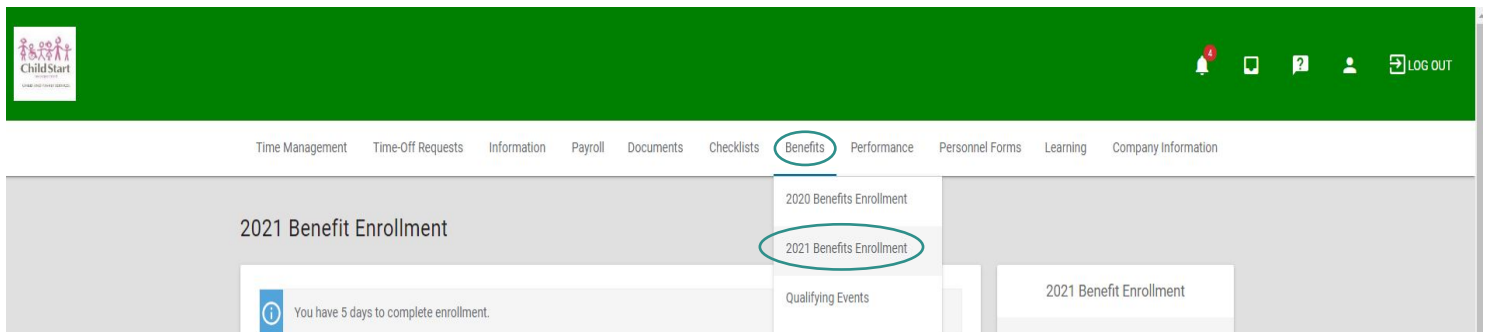 4
ChildStart
LOG OUT
Time Management Time-Off Requests Information Payroll Documents Checklists Benefits Performance Personnel Forms Learning Company Information
2020 Benefits Enrollment
2021 Benefit Enrollment
2021 Benefits Enrollment
Qualifying Events
2021 Benefit Enrollment
You have 5 days to complete enrollment.